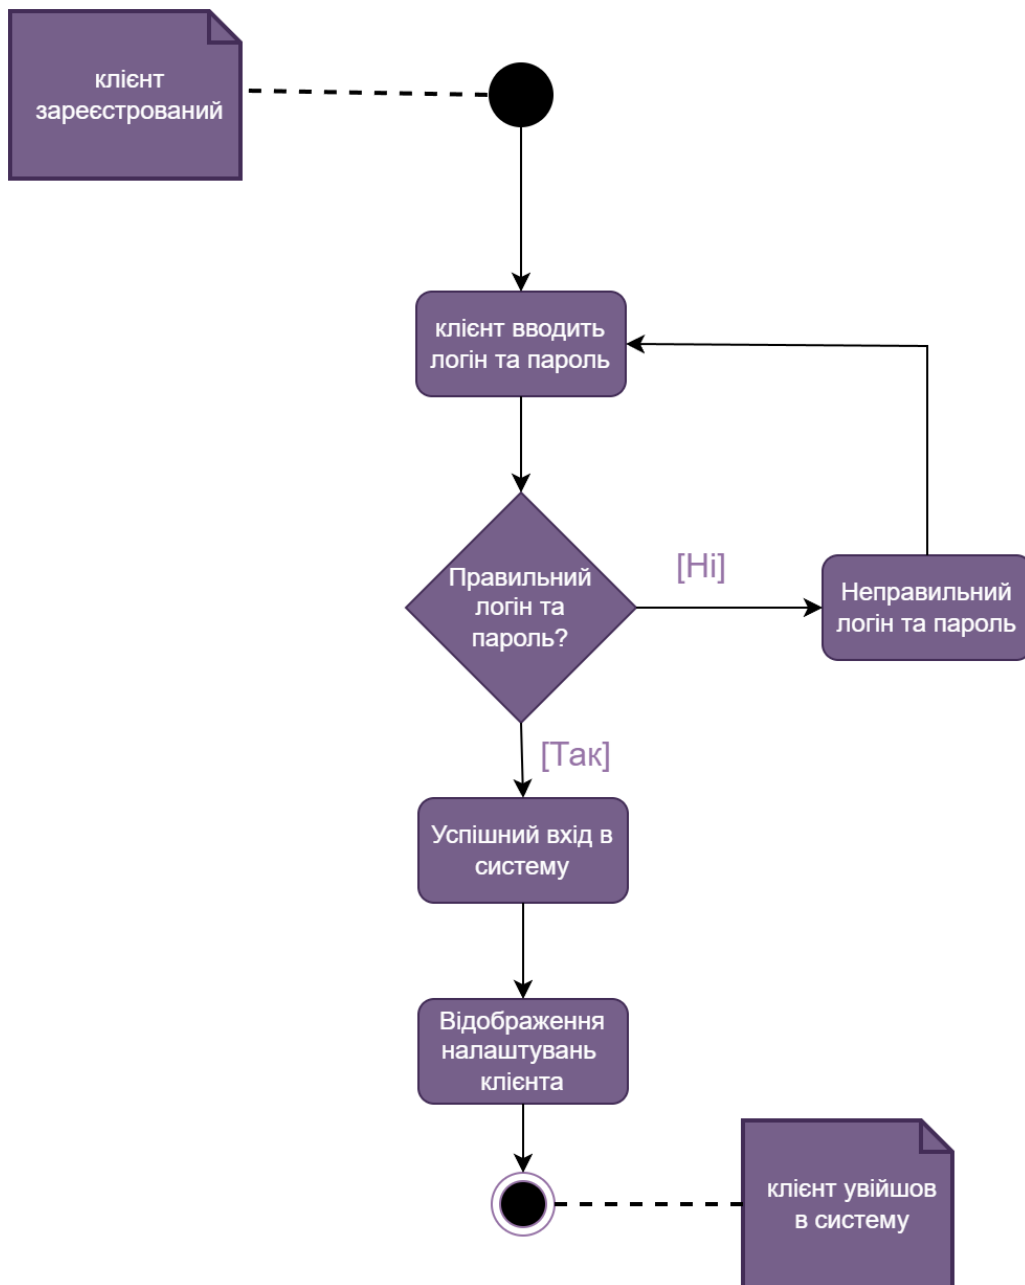 клієнт
зареєстрований
клієнт вводить
логін та пароль
Правильний
логін та
пароль?
[Ні]
Неправильний
логін та пароль
[Так]
Успішний вхід в
систему
Відображення
налаштувань
клієнта
клієнт увійшов
в систему